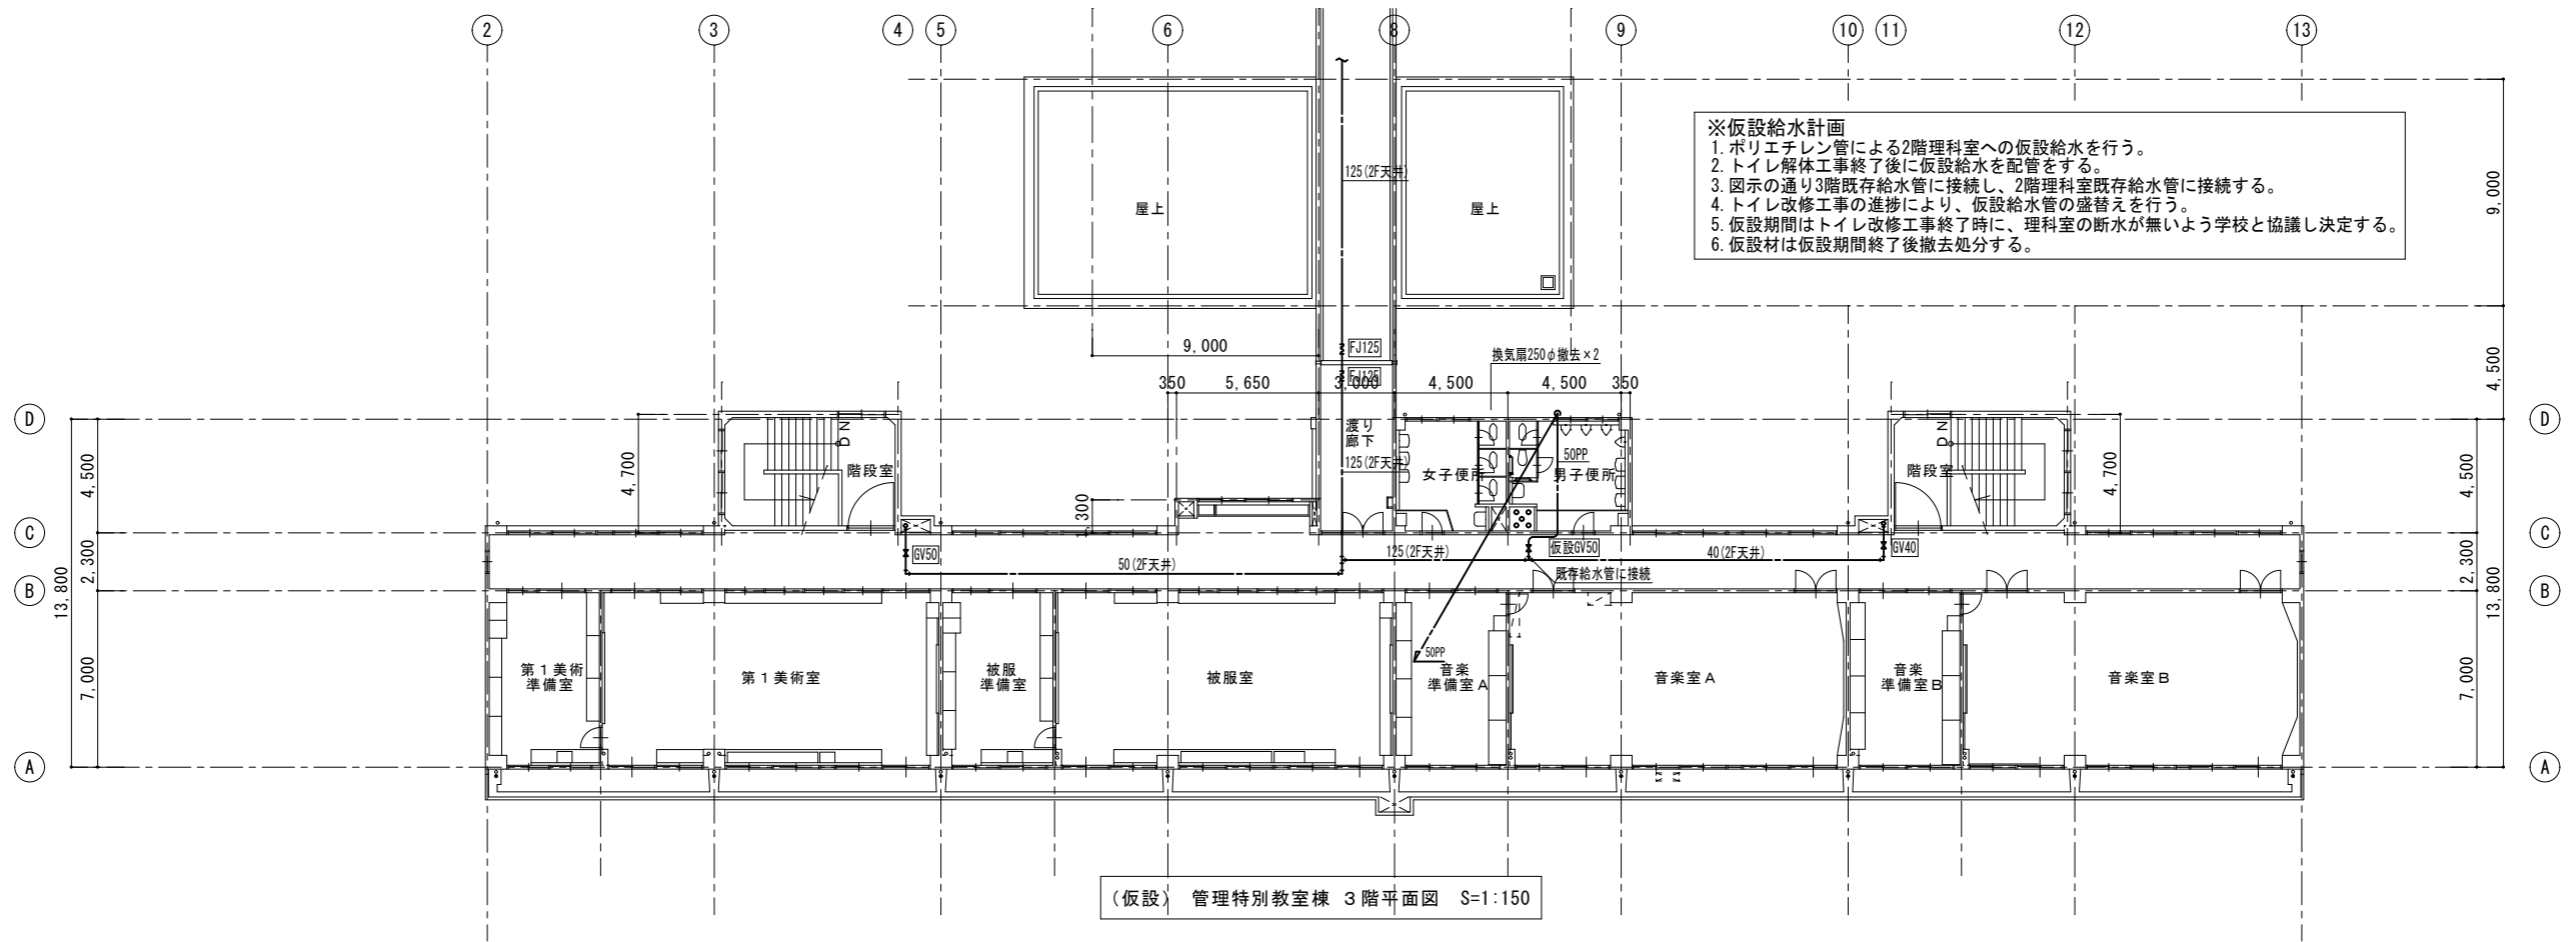 2
3
4
5
6
8
9
10
11
12
13
※仮設給水計画
1. ポリエチレン管による2階理科室への仮設給水を行う。
2. トイレ解体工事終了後に仮設給水を配管をする。
3. 図示の通り3階既存給水管に接続し、2階理科室既存給水管に接続する。
4. トイレ改修工事の進捗により、仮設給水管の盛替えを行う。
5. 仮設期間はトイレ改修工事終了時に、理科室の断水が無いよう学校と協議し決定する。
6. 仮設材は仮設期間終了後撤去処分する。
125(2F天井)
屋上
屋上
9,000
9,000
FJ125
FJ125
換気扇250φ撤去×2
350
5,650
3,000
4,500
4,500
350
4,500
D
D
4,500
4,700
DN
階段室
渡り
廊下
125(2F天井)
女子便所
50PP
男子便所
DN
階段室
4,700
4,500
300
C
C
2,300
GV50
50(2F天井)
125(2F天井)
仮設GV50
40(2F天井)
GV40
既存給水管に接続
2,300
B
B
13,800
13,800
7,000
第1美術
準備室
第1美術室
被服
準備室
被服室
50PP
音楽
準備室A
音楽室A
音楽
準備室B
音楽室B
7,000
A
A
(仮設) 管理特別教室棟 3階平面図 S=1:150